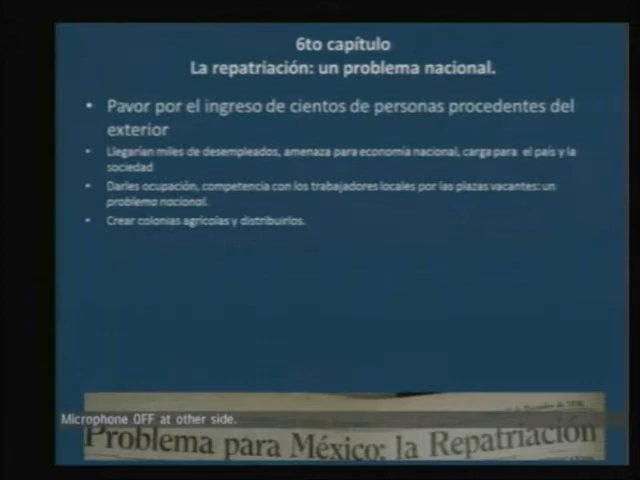 6to capítulo
La repatriación: un problema nacional.
• Pavor por el ingreso de cientos de personas procedentes del
exterior
• Llegarían miles de desempleados, amenaza para economía nacional, carga para el país y la
sociedad
• Darles ocupación, competencia con los trabajadores locales por las plazas vacantes: un
problema nacional.
• Crear colonias agrícolas y distribuirlos.
Microphone OFF at other side.
Problema para México: la Repatriación